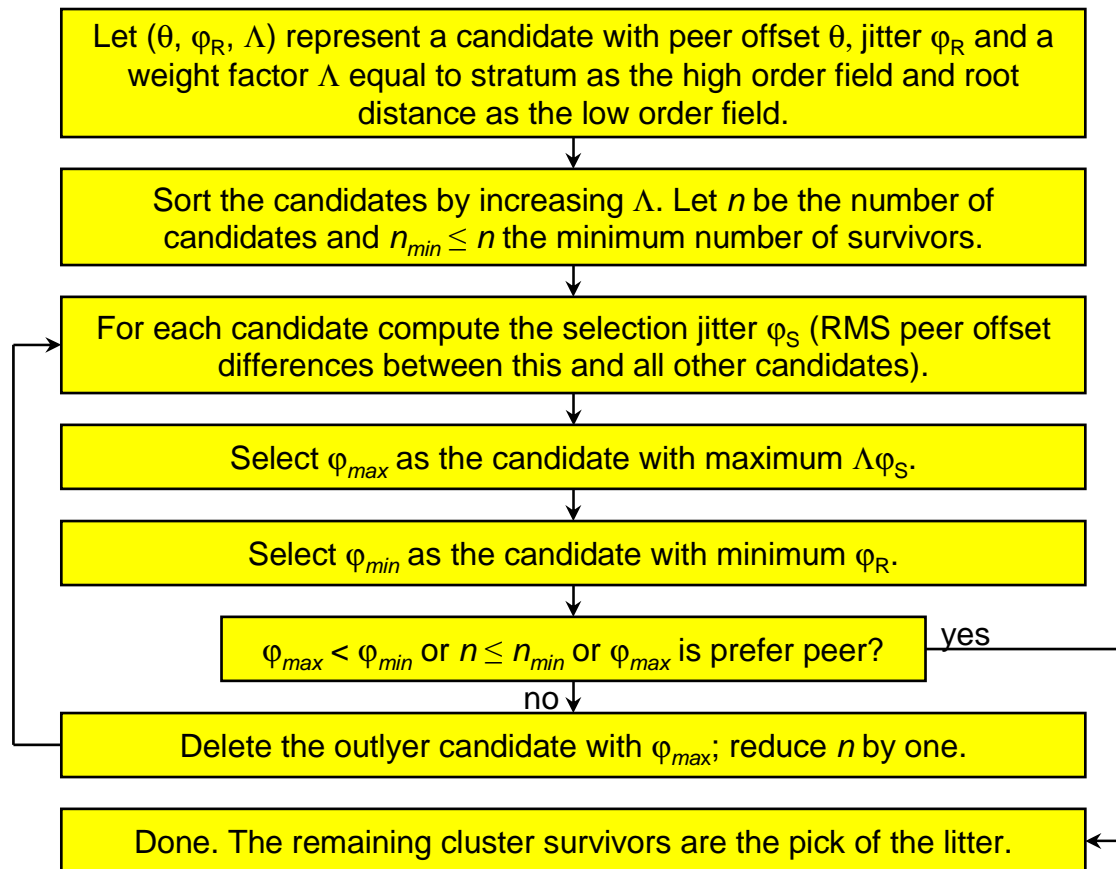 Let (θ, φR, Λ) represent a candidate with peer offset θ, jitter φR and a
weight factor Λ equal to stratum as the high order field and root
distance as the low order field.
Sort the candidates by increasing Λ. Let n be the number of
candidates and nmin ≤ n the minimum number of survivors.
For each candidate compute the selection jitter φS (RMS peer offset
differences between this and all other candidates).
Select φmax as the candidate with maximum ΛφS.
Select φmin as the candidate with minimum φR.
φmax < φmin or n ≤ nmin or φmax is prefer peer?
yes
no
Delete the outlyer candidate with φmax; reduce n by one.
Done. The remaining cluster survivors are the pick of the litter.